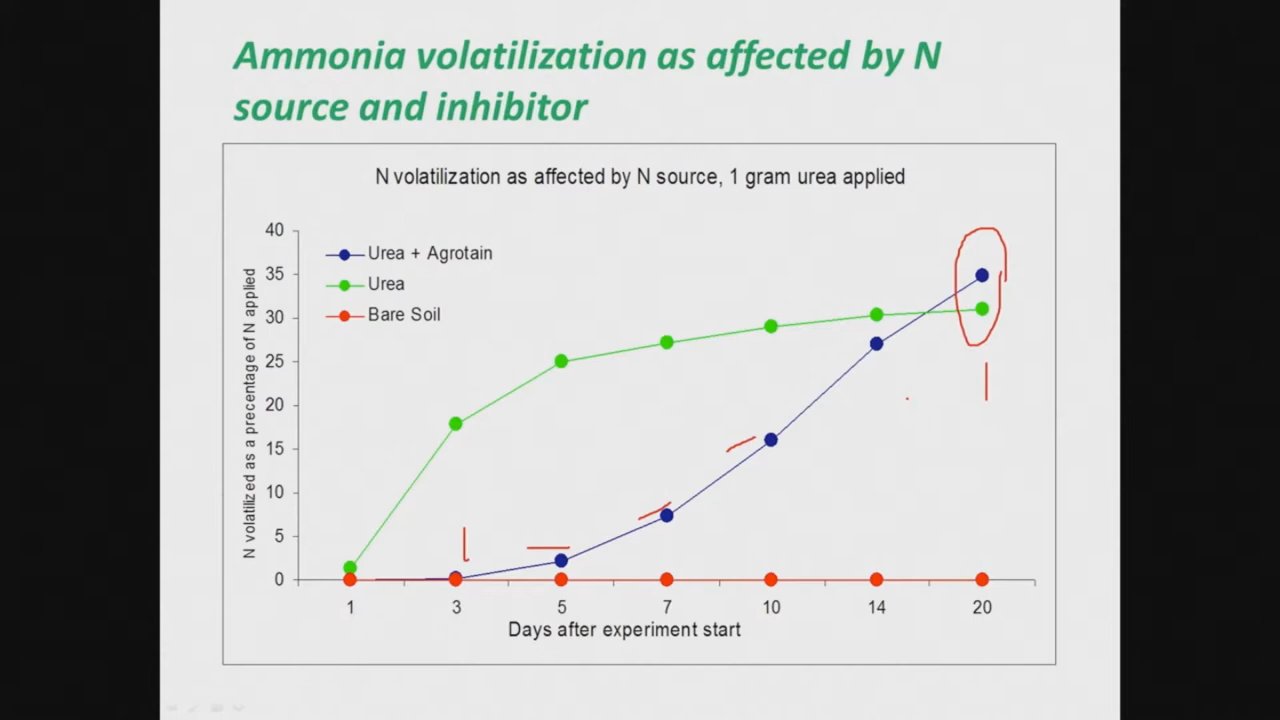 Ammonia volatilization as affected by N
source and inhibitor
N volatilization as affected by N source, 1 gram urea applied
N volatilized as a precentage of N applied
40
35
30
25
20
15
10
5
0
Urea + Agrotain
Urea
Bare Soil
1 3 5 7 10 14 20
Days after experiment start